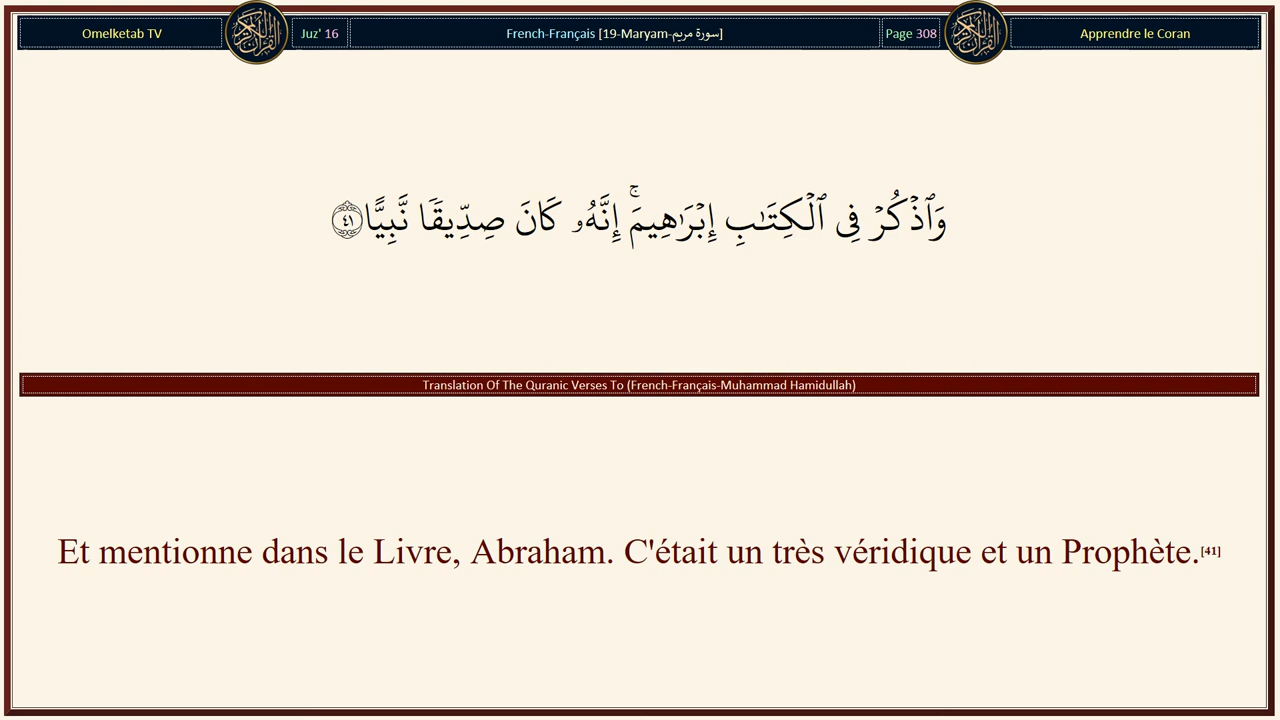 Omelketab TV
Juz' 16
French-Français [19-Maryam-سورة مريم]
Page 308
Apprendre le Coran
وَٱذۡكُرۡ فِي ٱلۡكِتَٰبِ إِبۡرَٰهِيمَۚ إِنَّهُۥ كَانَ صِدِّيقٗا نَّبِيًّا ٤١
Translation Of The Quranic Verses To (French-Français-Muhammad Hamidullah)
Et mentionne dans le Livre, Abraham. C'était un très véridique et un Prophète.[41]